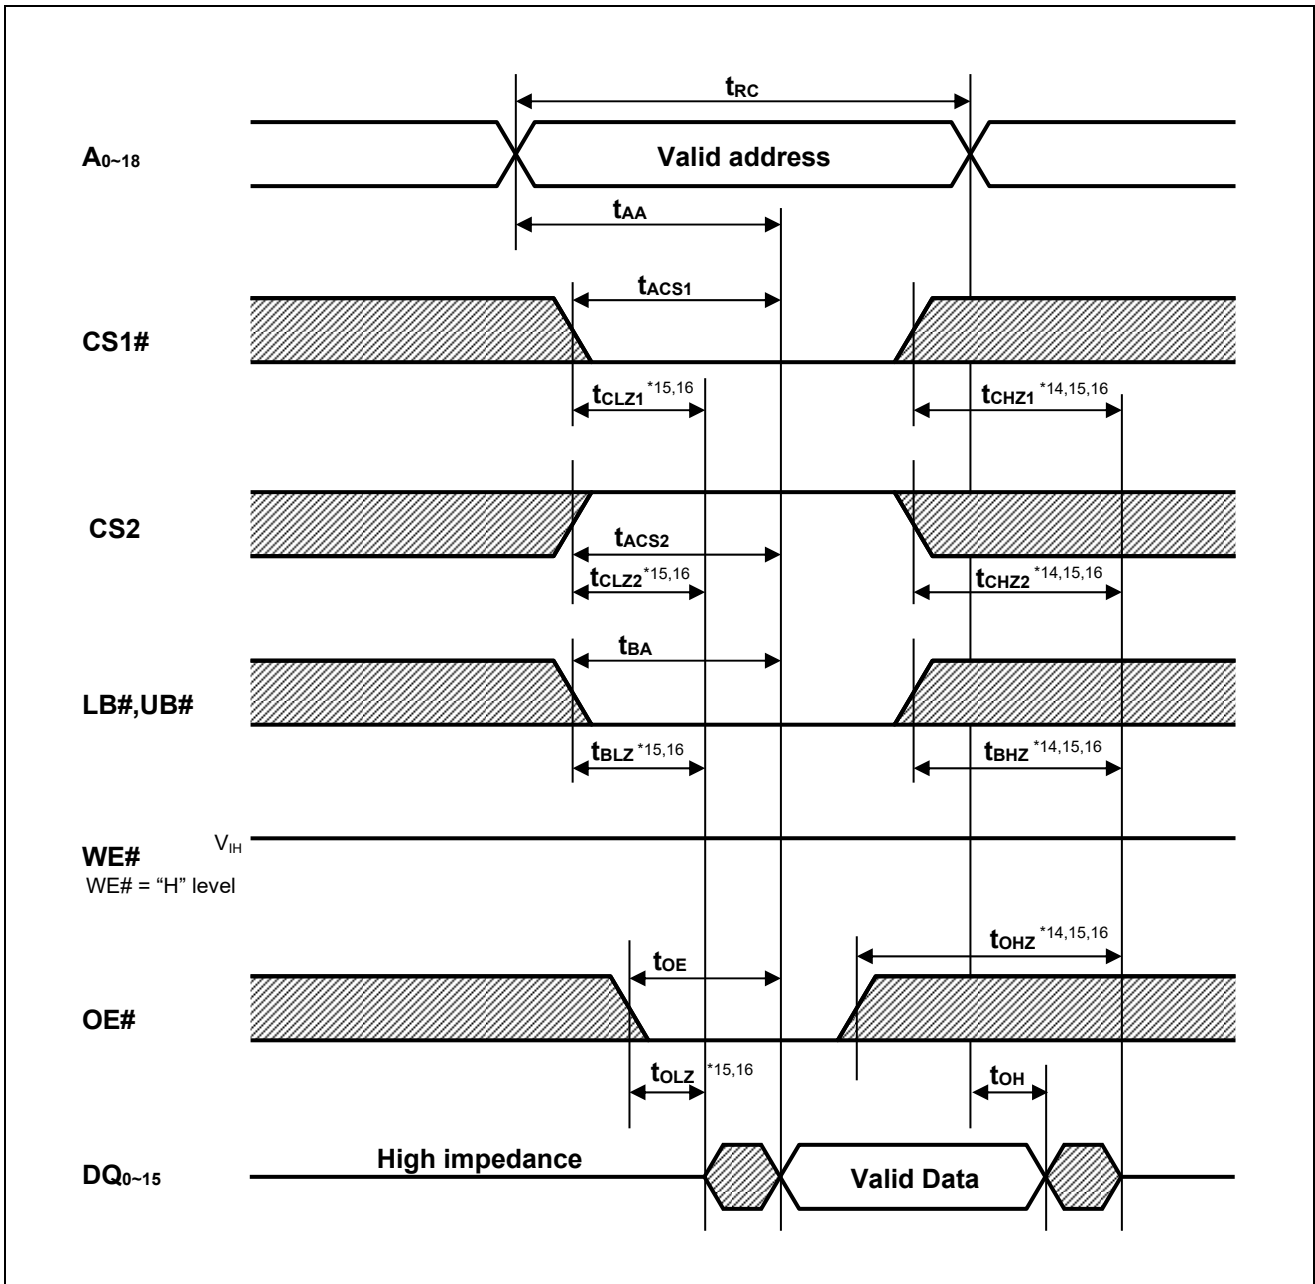 tRC
A0~18
Valid address
tAA
tACS1
CS1#
tCLZ1 *15,16
tCHZ1 *14,15,16
CS2
tACS2
tCLZ2 *15,16
tCHZ2 *14,15,16
tBA
LB#,UB#
tBLZ *15,16
tBHZ *14,15,16
VIH
WE#
WE# = “H” level
tOHZ *14,15,16
tOE
OE#
tOLZ *15,16
tOH
High impedance
DQ0~15
Valid Data